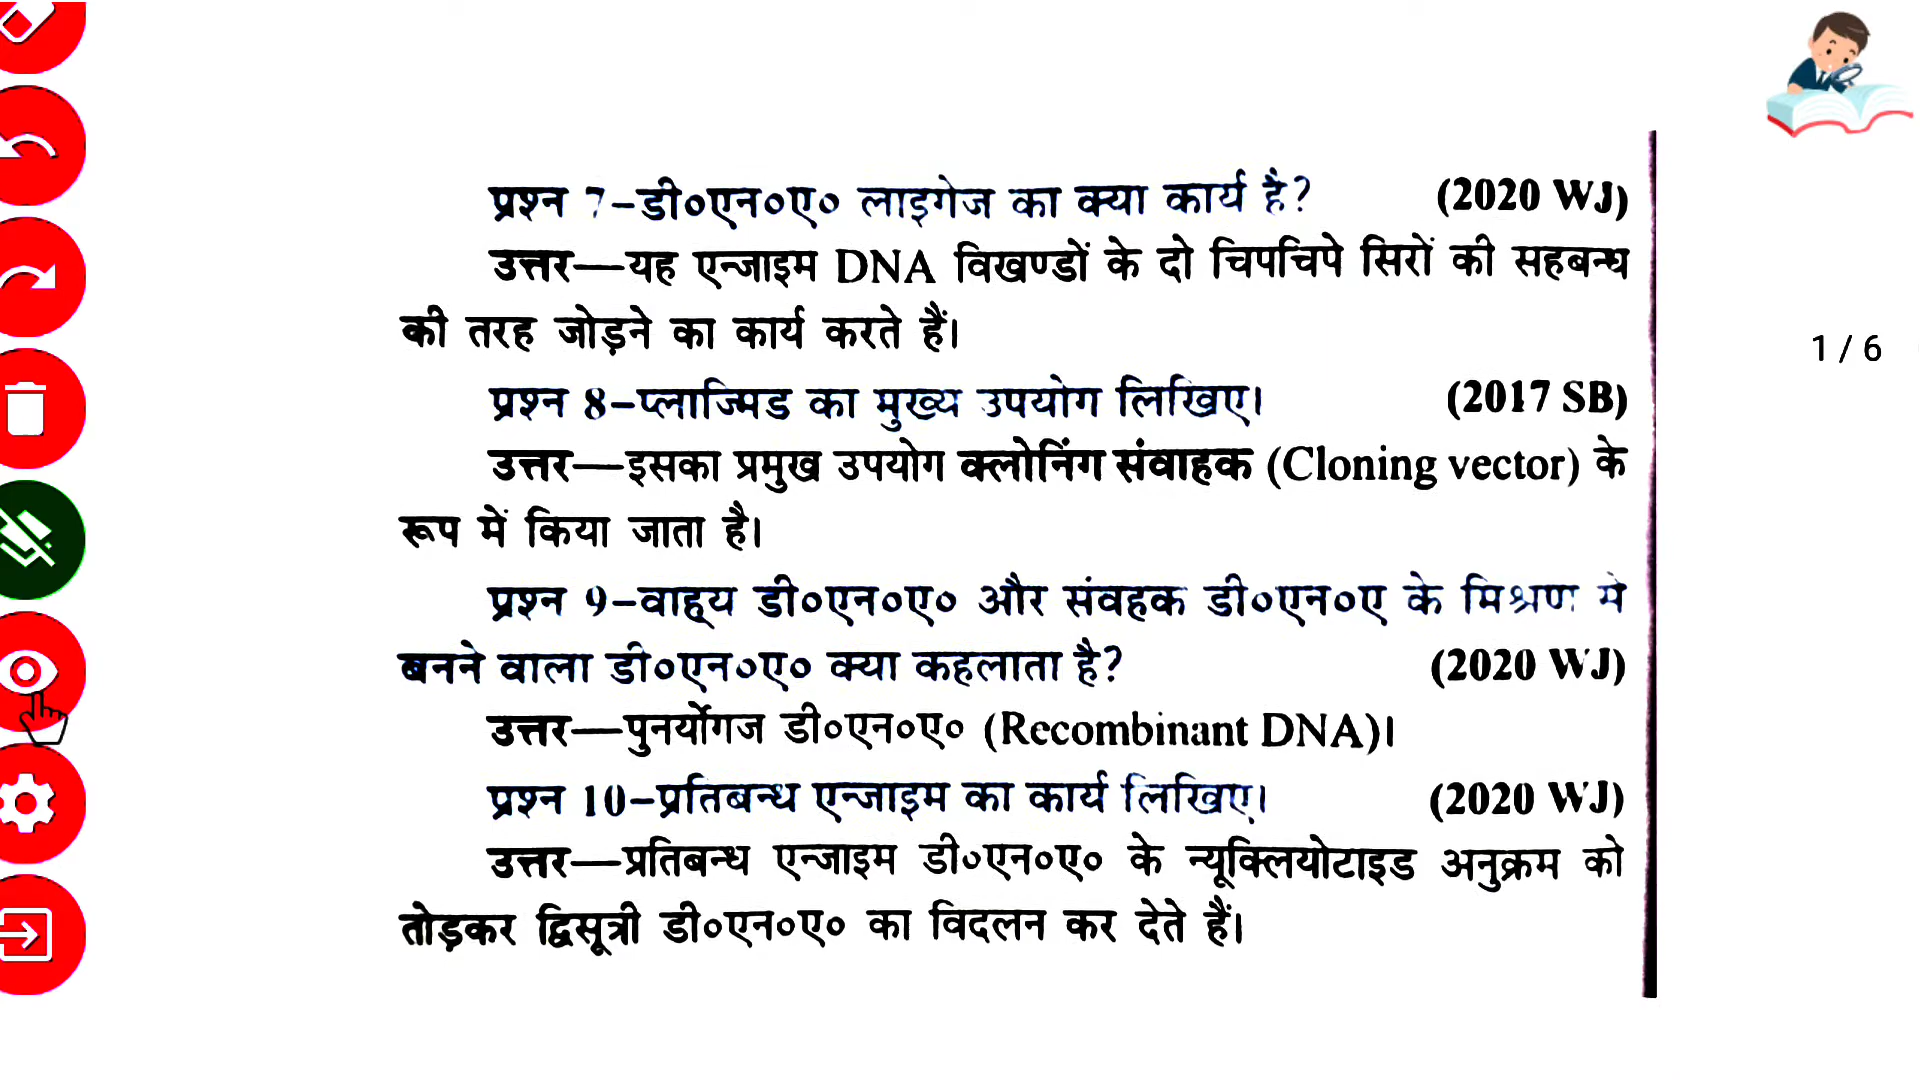 प्रश्न 7–डी०एन०ए० लाइगेज का क्या कार्य है? (2020 WJ)
उत्तर—यह एन्जाइम DNA विखण्डों के दो चिपचिपे सिरों की सहबन्ध
की तरह जोड़ने का कार्य करते हैं।
1 / 6
प्रश्न 8–प्लाज्मिड का मुख्य उपयोग लिखिए। (2017 SB)
उत्तर—इसका प्रमुख उपयोग क्लोनिंग संवाहक (Cloning vector) के
रूप में किया जाता है।
प्रश्न 9–वाह्य डी०एन०ए० और संवहक डी०एन०ए के मिश्रण मे
बनने वाला डी०एन०ए० क्या कहलाता है? (2020 WJ)
उत्तर—पुनर्योगज डी०एन०ए० (Recombinant DNA)।
प्रश्न 10–प्रतिबन्ध एन्जाइम का कार्य लिखिए। (2020 WJ)
उत्तर—प्रतिबन्ध एन्जाइम डी०एन०ए० के न्यूक्लियोटाइड अनुक्रम को
तोड़कर द्विसूत्री डी०एन०ए० का विदलन कर देते हैं।